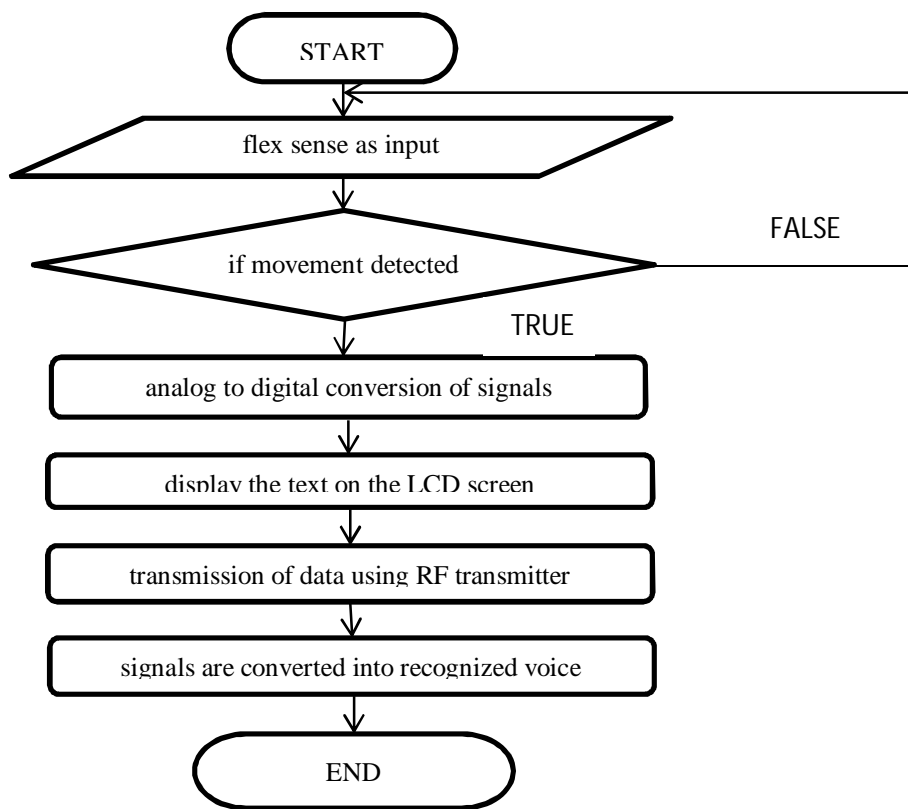 START
flex sense as input
if movement detected
FALSE
TRUE
analog to digital conversion of signals
display the text on the LCD screen
transmission of data using RF transmitter
signals are converted into recognized voice
END